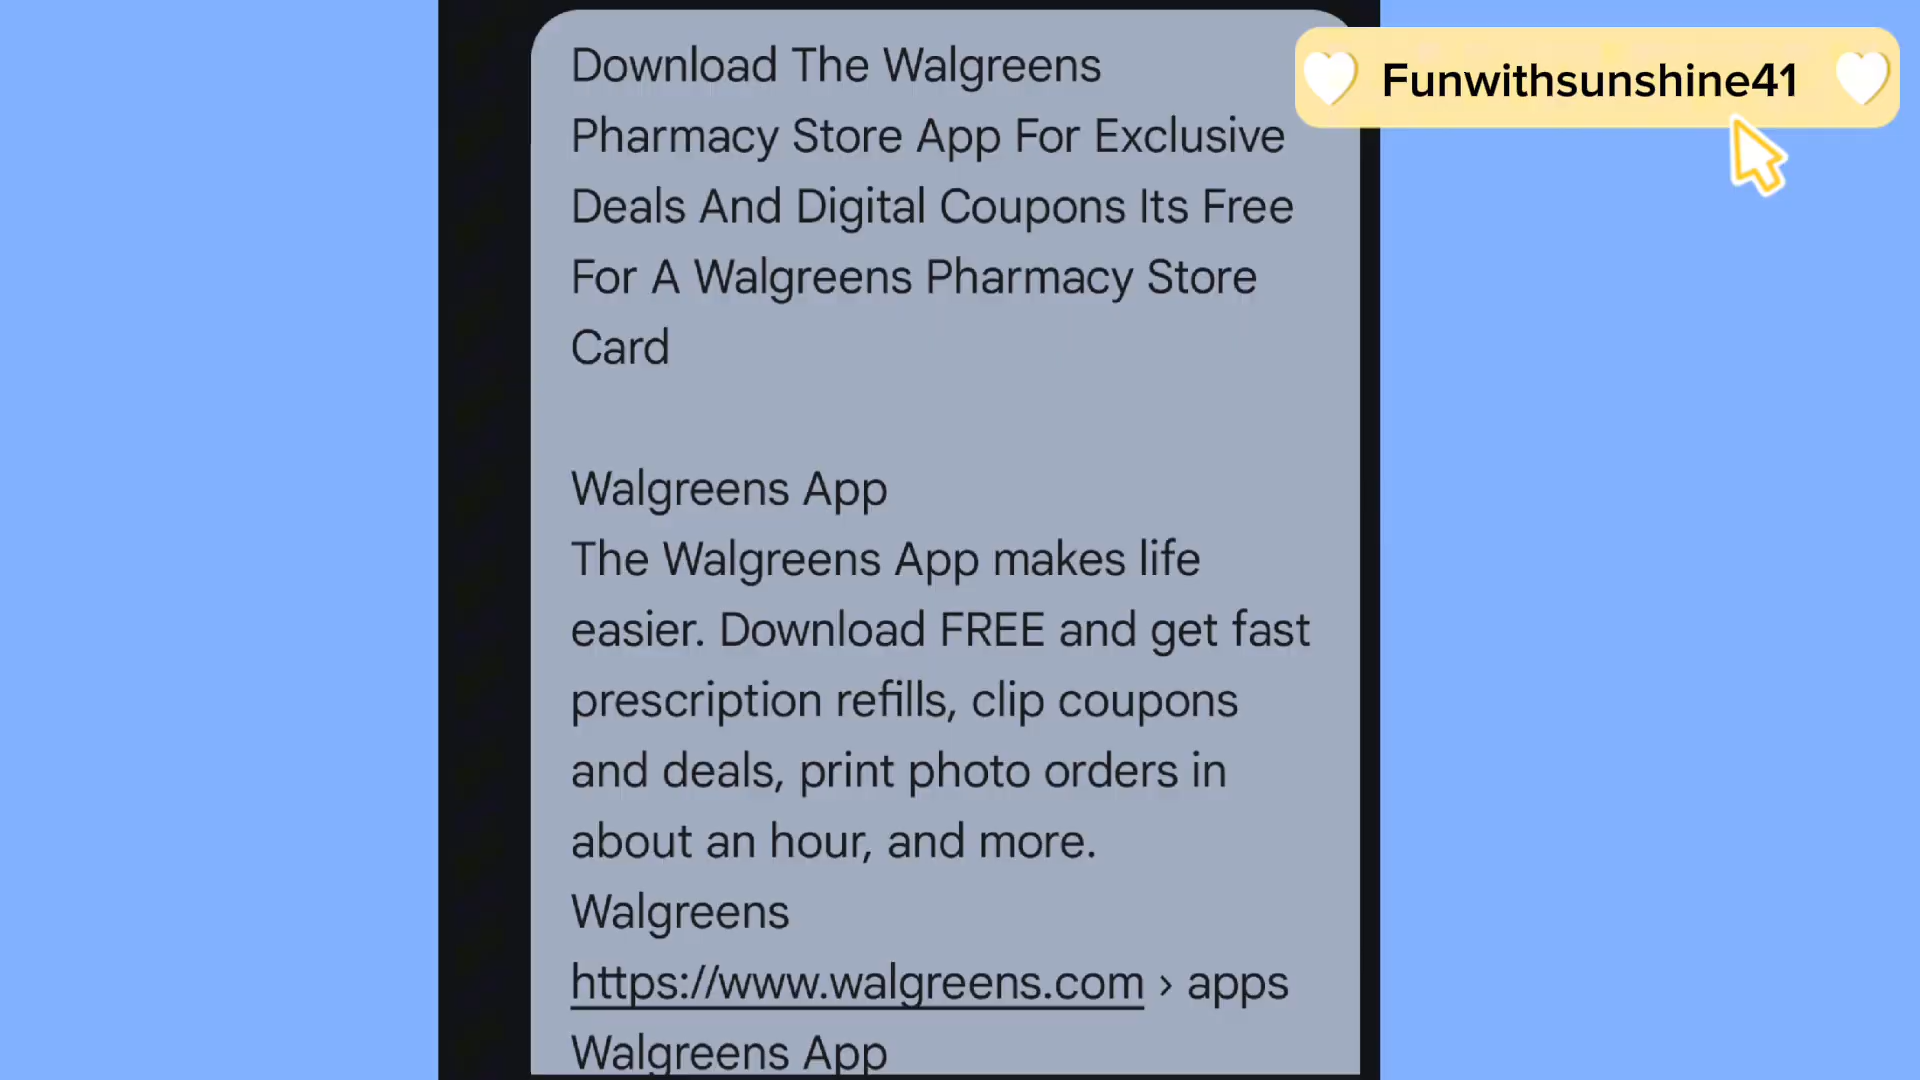 Download The Walgreens
Pharmacy Store App For Exclusive
Deals And Digital Coupons Its Free
For A Walgreens Pharmacy Store
Card
Walgreens App
The Walgreens App makes life
easier. Download FREE and get fast
prescription refills, clip coupons
and deals, print photo orders in
about an hour, and more.
Walgreens
https://www.walgreens.com › apps
Walgreens App
Funwithsunshine41